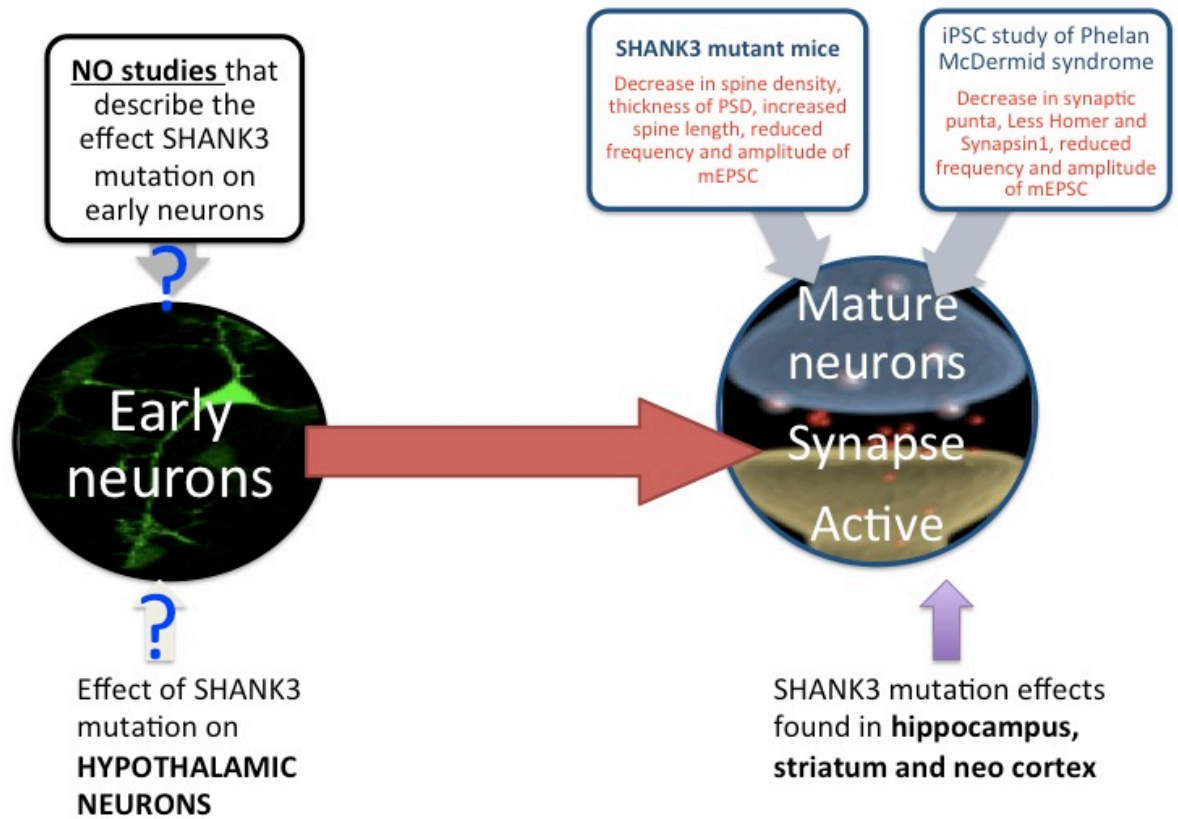 NO studies that
describe the
effect SHANK3
mutation on
early neurons
?
Early
neurons
?
Effect of SHANK3
mutation on
HYPOTHALAMIC
NEURONS
SHANK3 mutant mice
Decrease in spine density,
thickness of PSD, increased
spine length, reduced
frequency and amplitude of
mEPSC
iPSC study of Phelan
McDermid syndrome
Decrease in synaptic
punta, Less Homer and
Synapsin1, reduced
frequency and amplitude
of mEPSC
Mature
neurons
Synapse
Active
SHANK3 mutation effects
found in hippocampus,
striatum and neo cortex